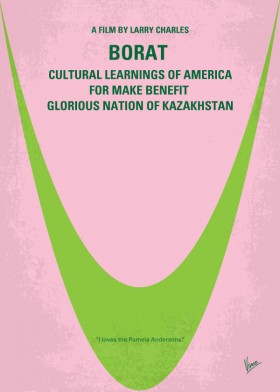 A FILM BY LARRY CHARLES
BORAT
CULTURAL LEARNINGS OF AMERICA
FOR MAKE BENEFIT
GLORIOUS NATION OF KAZAKHSTAN
"I loves the Pamela Andersons."